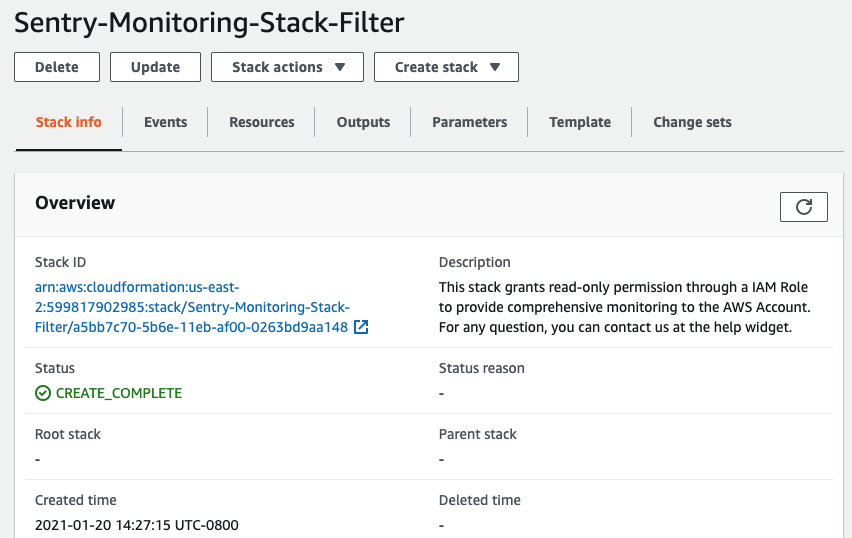 Sentry-Monitoring-Stack-Filter
Delete
Update
Stack actions
Create stack
Stack info
Events
Resources
Outputs
Parameters
Template
Change sets
Overview
Stack ID
arn:aws:cloudformation:us-east-
2:599817902985:stack/Sentry-Monitoring-Stack-
Filter/a5bb7c70-5b6e-11eb-af00-0263bd9aa148
Description
This stack grants read-only permission through a IAM Role
to provide comprehensive monitoring to the AWS Account.
For any question, you can contact us at the help widget.
Status
CREATE_COMPLETE
Status reason
-
Root stack
-
Parent stack
-
Created time
2021-01-20 14:27:15 UTC-0800
Deleted time
-